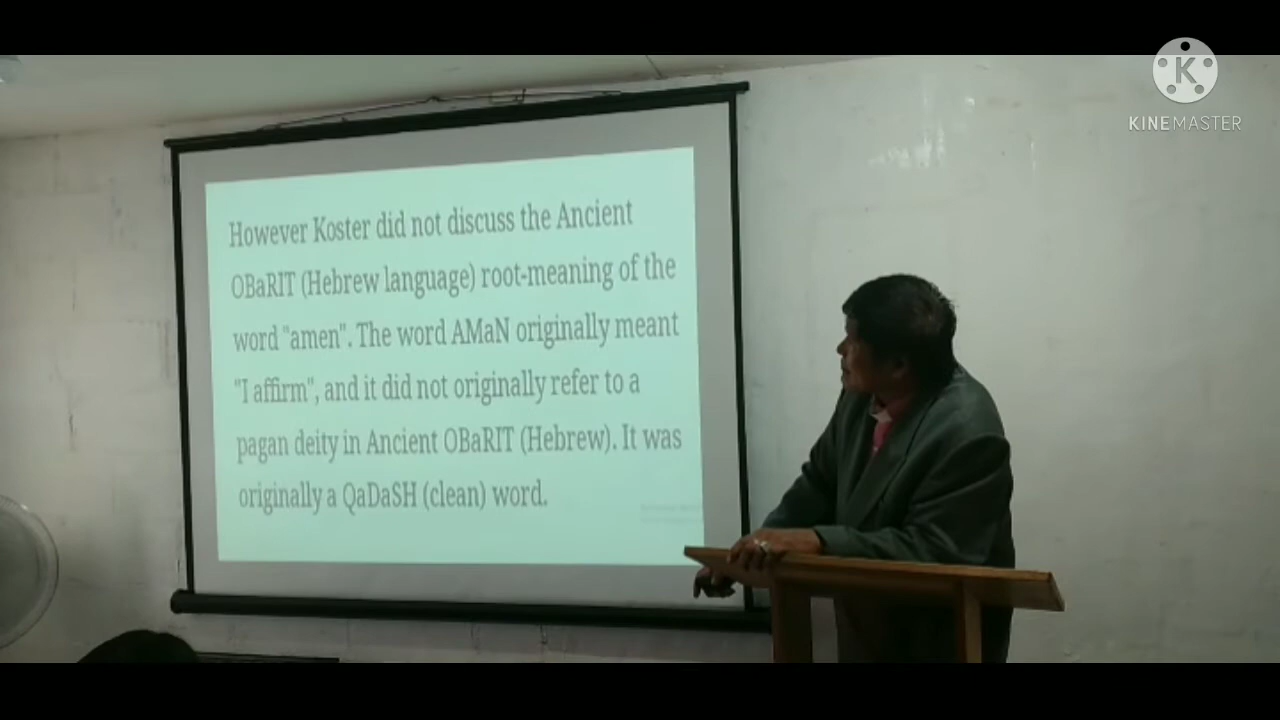 However Koster did not discuss the Ancient
OBaRIT (Hebrew language) root-meaning of the
word "amen". The word AMaN originally meant
"I affirm", and it did not originally refer to a
pagan deity in Ancient OBaRIT (Hebrew). It was
originally a QaDaSH (clean) word.
K
KINEMASTER